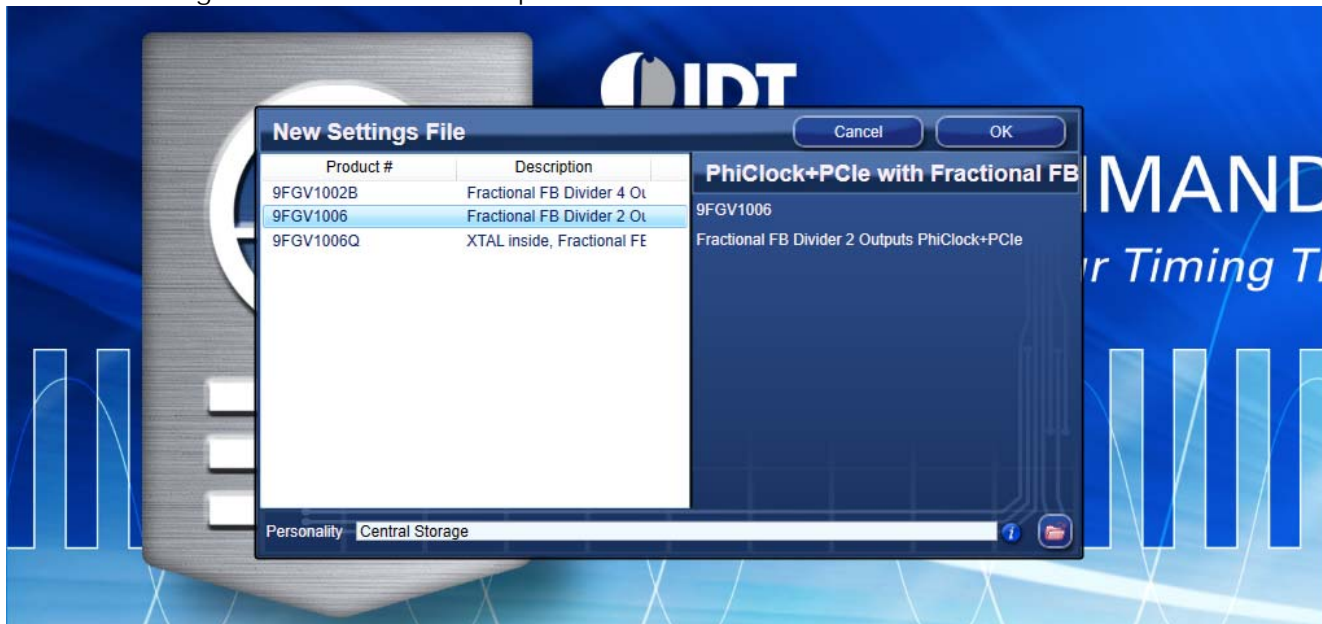 IDT
New Settings File
Cancel
OK
Product #
Description
9FGV1002B
Fractional FB Divider 4 Ou
9FGV1006
Fractional FB Divider 2 Ou
9FGV1006Q
XTAL inside, Fractional FE
PhiClock+PCIe with Fractional FB
9FGV1006
Fractional FB Divider 2 Outputs PhiClock+PCIe
MAND
r Timing Ti
Personality
Central Storage
i